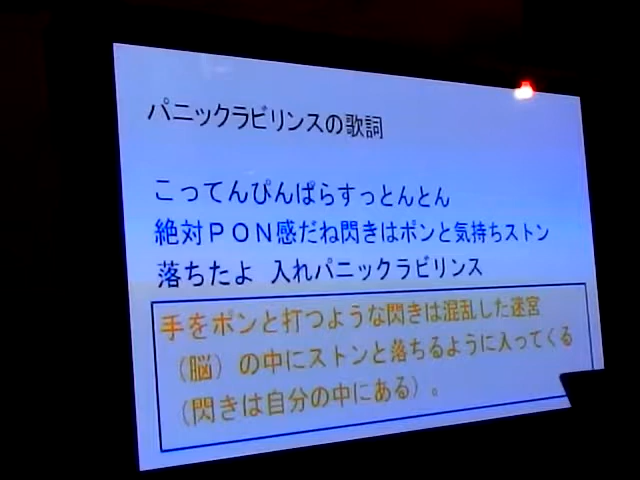 パニックラビリンスの歌詞
こってんぴんぱらすっとんとん
絶対ＰＯＮ感だね閃きはポンと気持ちストン
落ちたよ 入れパニックラビリンス
手をポンと打つような閃きは混乱した迷宮
（脳）の中にストンと落ちるように入ってくる
（閃きは自分の中にある）。